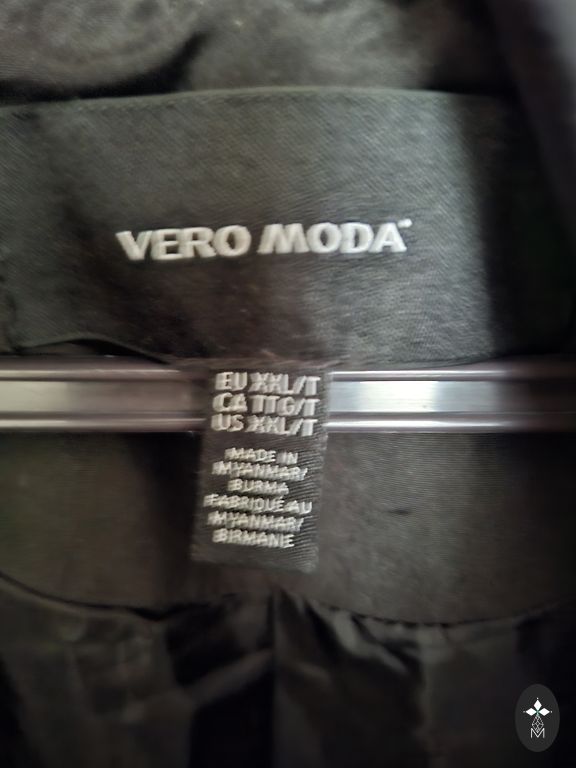 VERO MODA
EU XXL/T
CA TTG/T
US XXL/T
MADE IN
MYANMAR/
BURMA
FABRIQUÉ AU
MYANMAR/
BIRMANIE
M